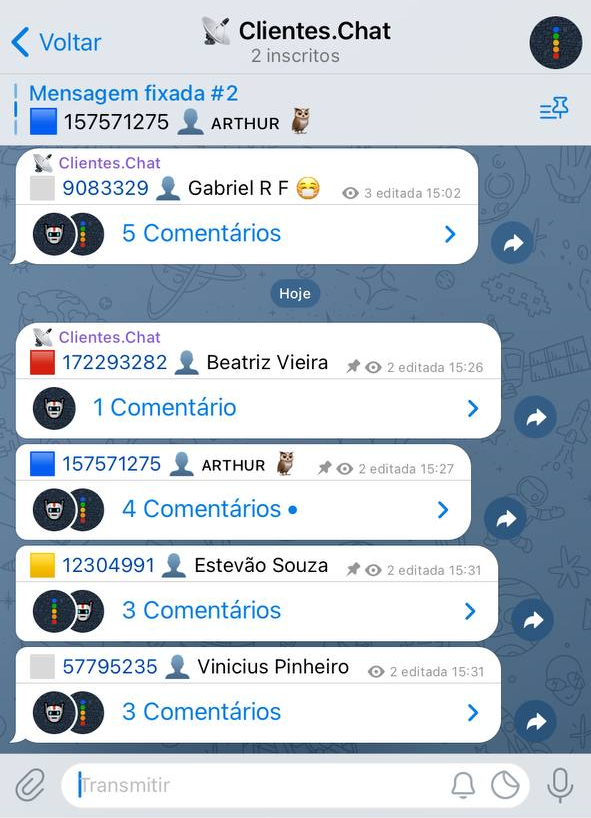 Voltar
Clientes.Chat
2 inscritos
Mensagem fixada #2
157571275 ARTHUR
Clientes.Chat
9083329 Gabriel R F 3 editada 15:02
5 Comentários
Hoje
Clientes.Chat
172293282 Beatriz Vieira 2 editada 15:26
1 Comentário
157571275 ARTHUR 2 editada 15:27
4 Comentários
12304991 Estevão Souza 2 editada 15:31
3 Comentários
57795235 Vinicius Pinheiro 2 editada 15:31
3 Comentários
Transmitir